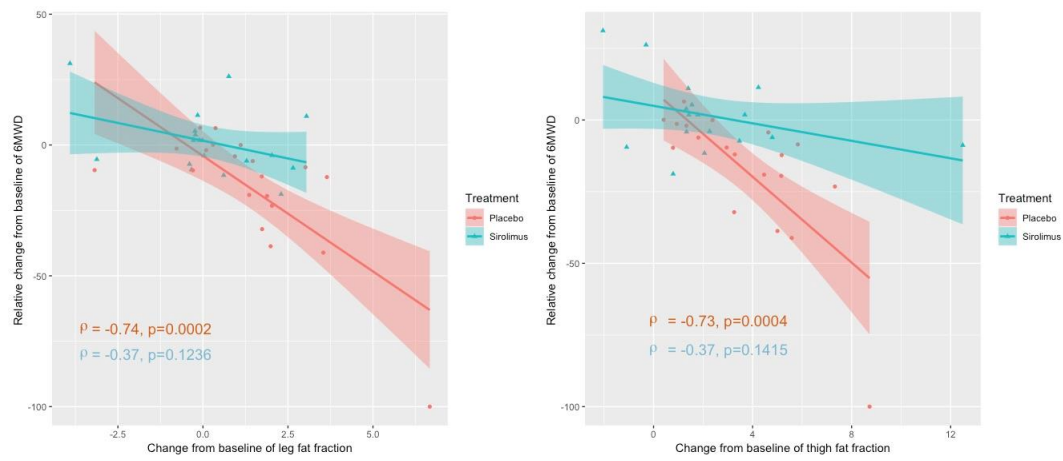 50
0
-50
-100
Relative change from baseline of 6MWD
-2.5
0.0
2.5
5.0
Change from baseline of leg fat fraction
ρ = -0.74, p=0.0002
ρ = -0.37, p=0.1236
Treatment
Placebo
Sirolimus
0
-50
-100
Relative change from baseline of 6MWD
0
4
8
12
Change from baseline of thigh fat fraction
ρ = -0.73, p=0.0004
ρ = -0.37, p=0.1415
Treatment
Placebo
Sirolimus